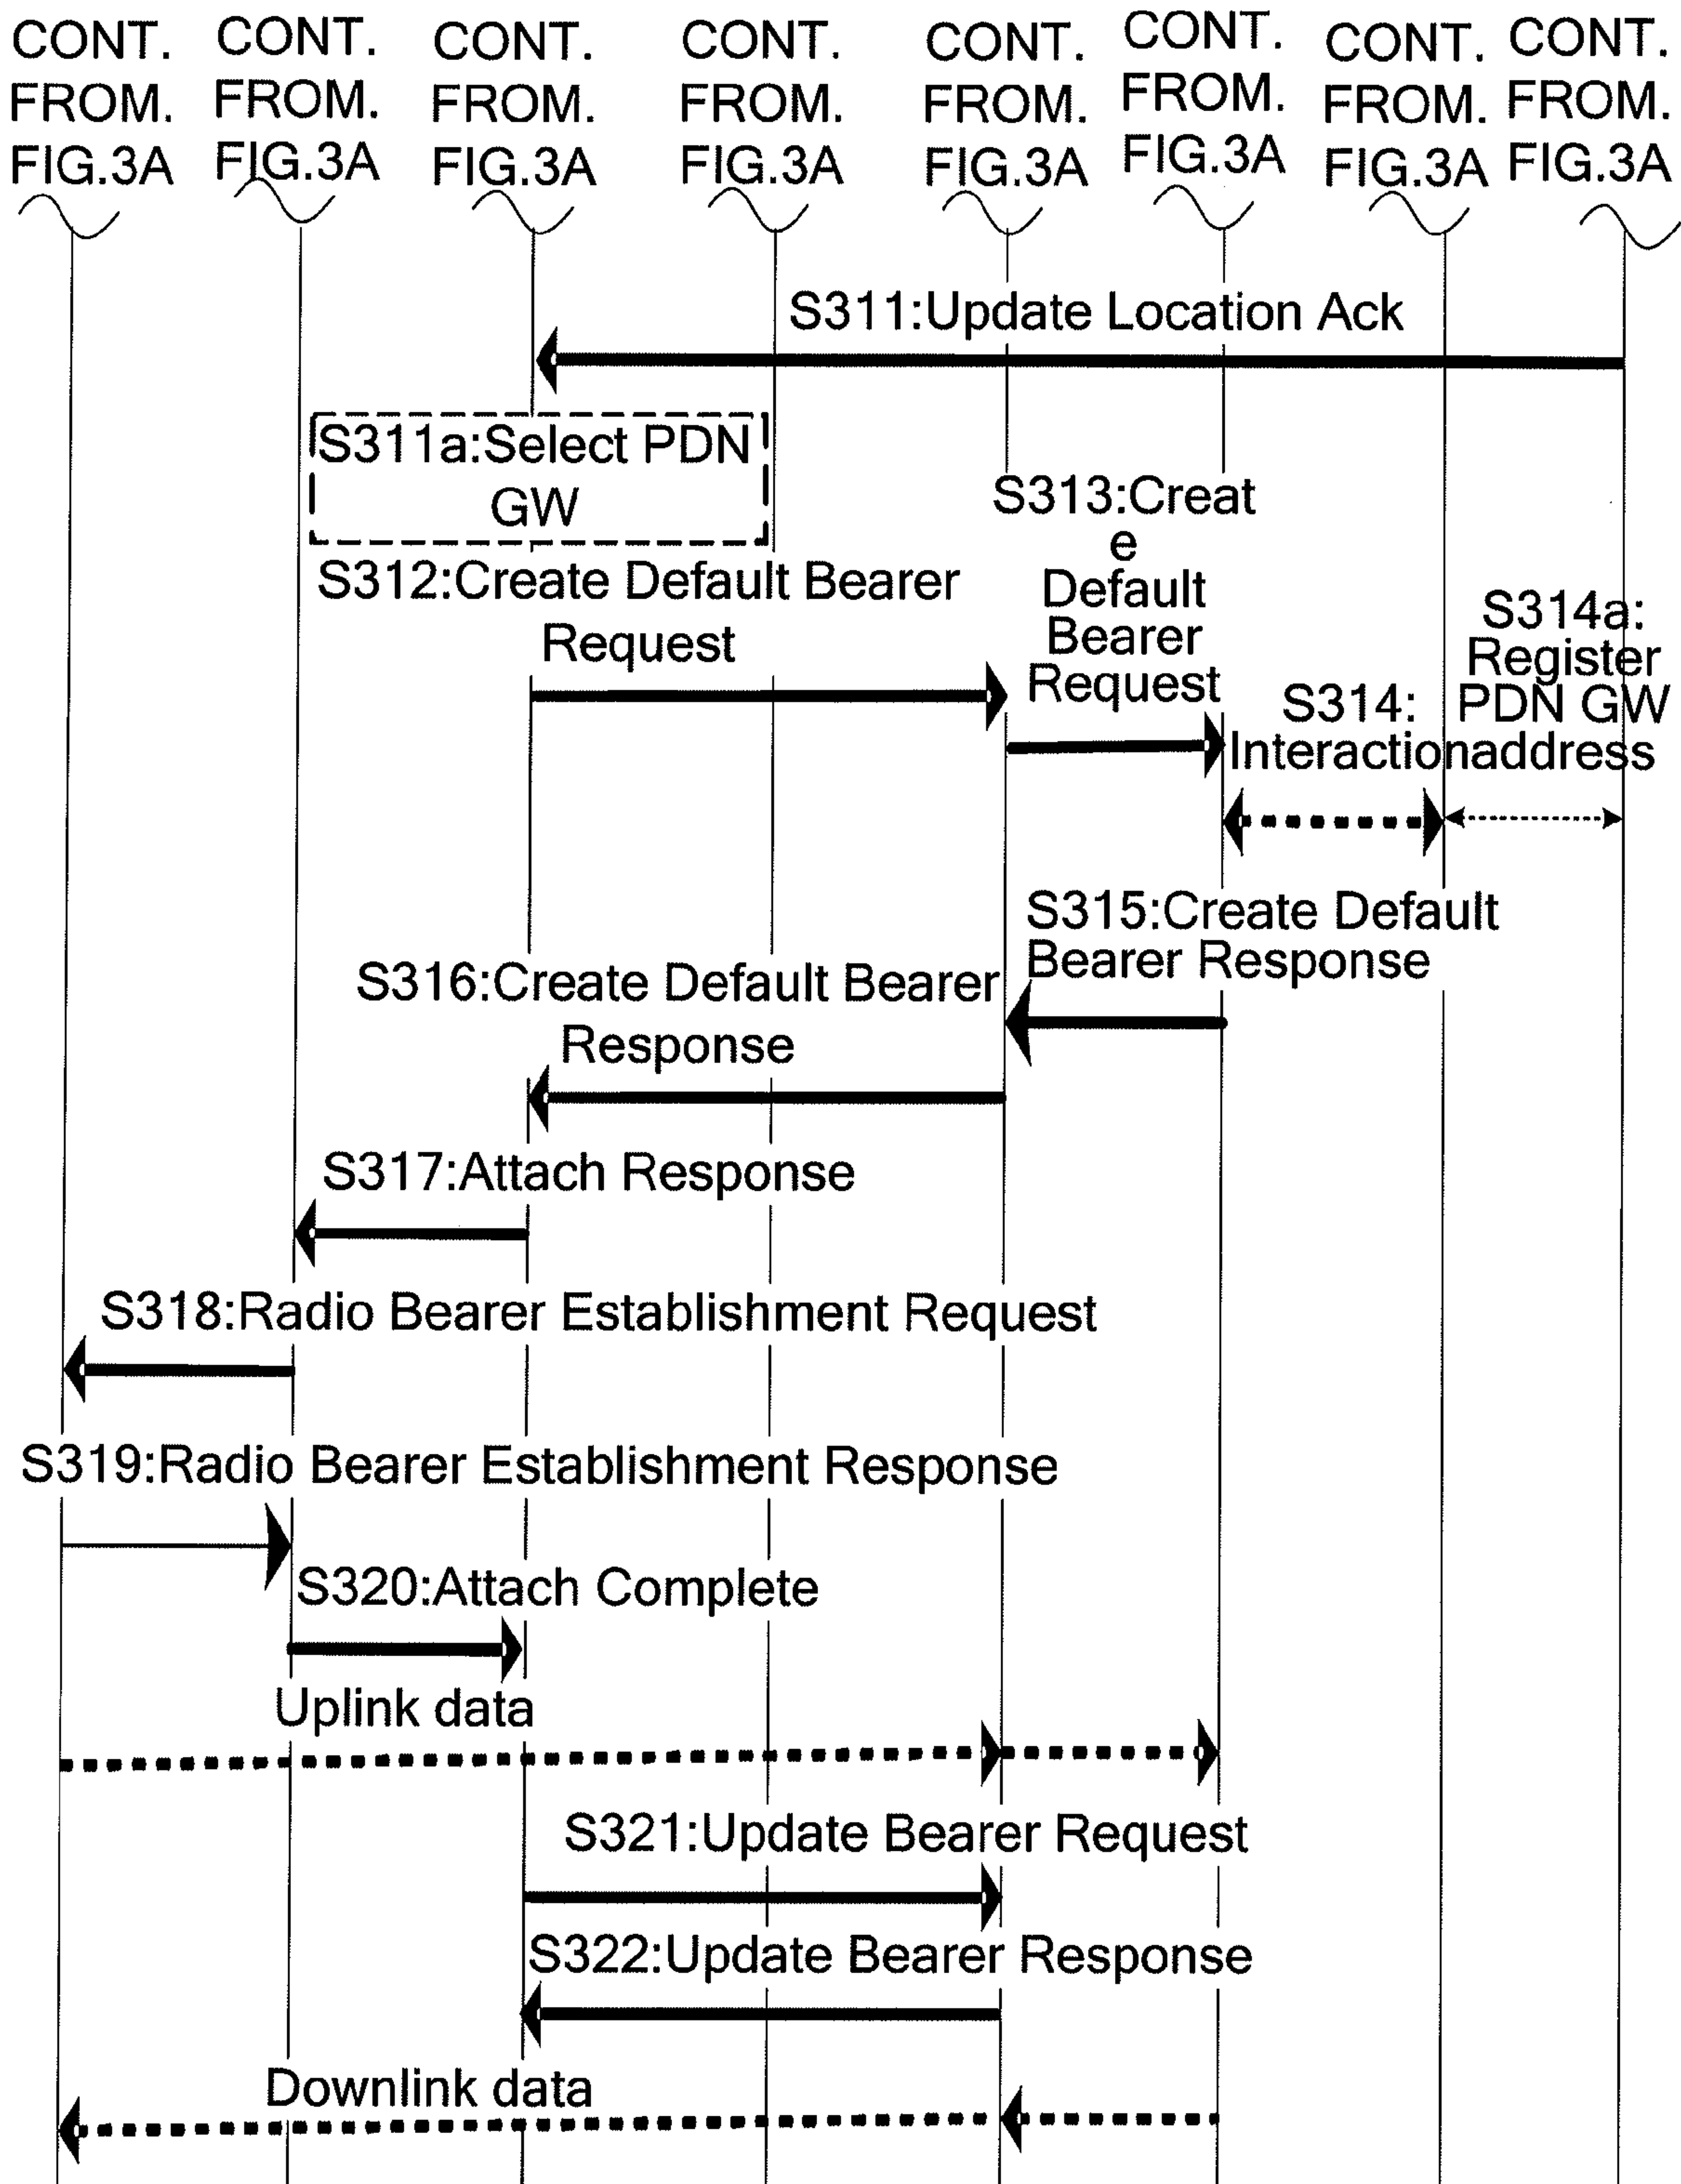 CONT. FROM. FIG.3A
CONT. FROM. FIG.3A
CONT. FROM. FIG.3A
CONT. FROM. FIG.3A
CONT. FROM. FIG.3A
CONT. FROM. FIG.3A
CONT. FROM. FIG.3A
CONT. FROM. FIG.3A
S311:Update Location Ack
S311a:Select PDN
GW
S312:Create Default Bearer
Request
S313:Creat
e
Default
Bearer
Request
S314:
Interaction
S314a:
Register
PDN GW
address
S315:Create Default
Bearer Response
S316:Create Default Bearer
Response
S317:Attach Response
S318:Radio Bearer Establishment Request
S319:Radio Bearer Establishment Response
S320:Attach Complete
Uplink data
S321:Update Bearer Request
S322:Update Bearer Response
Downlink data